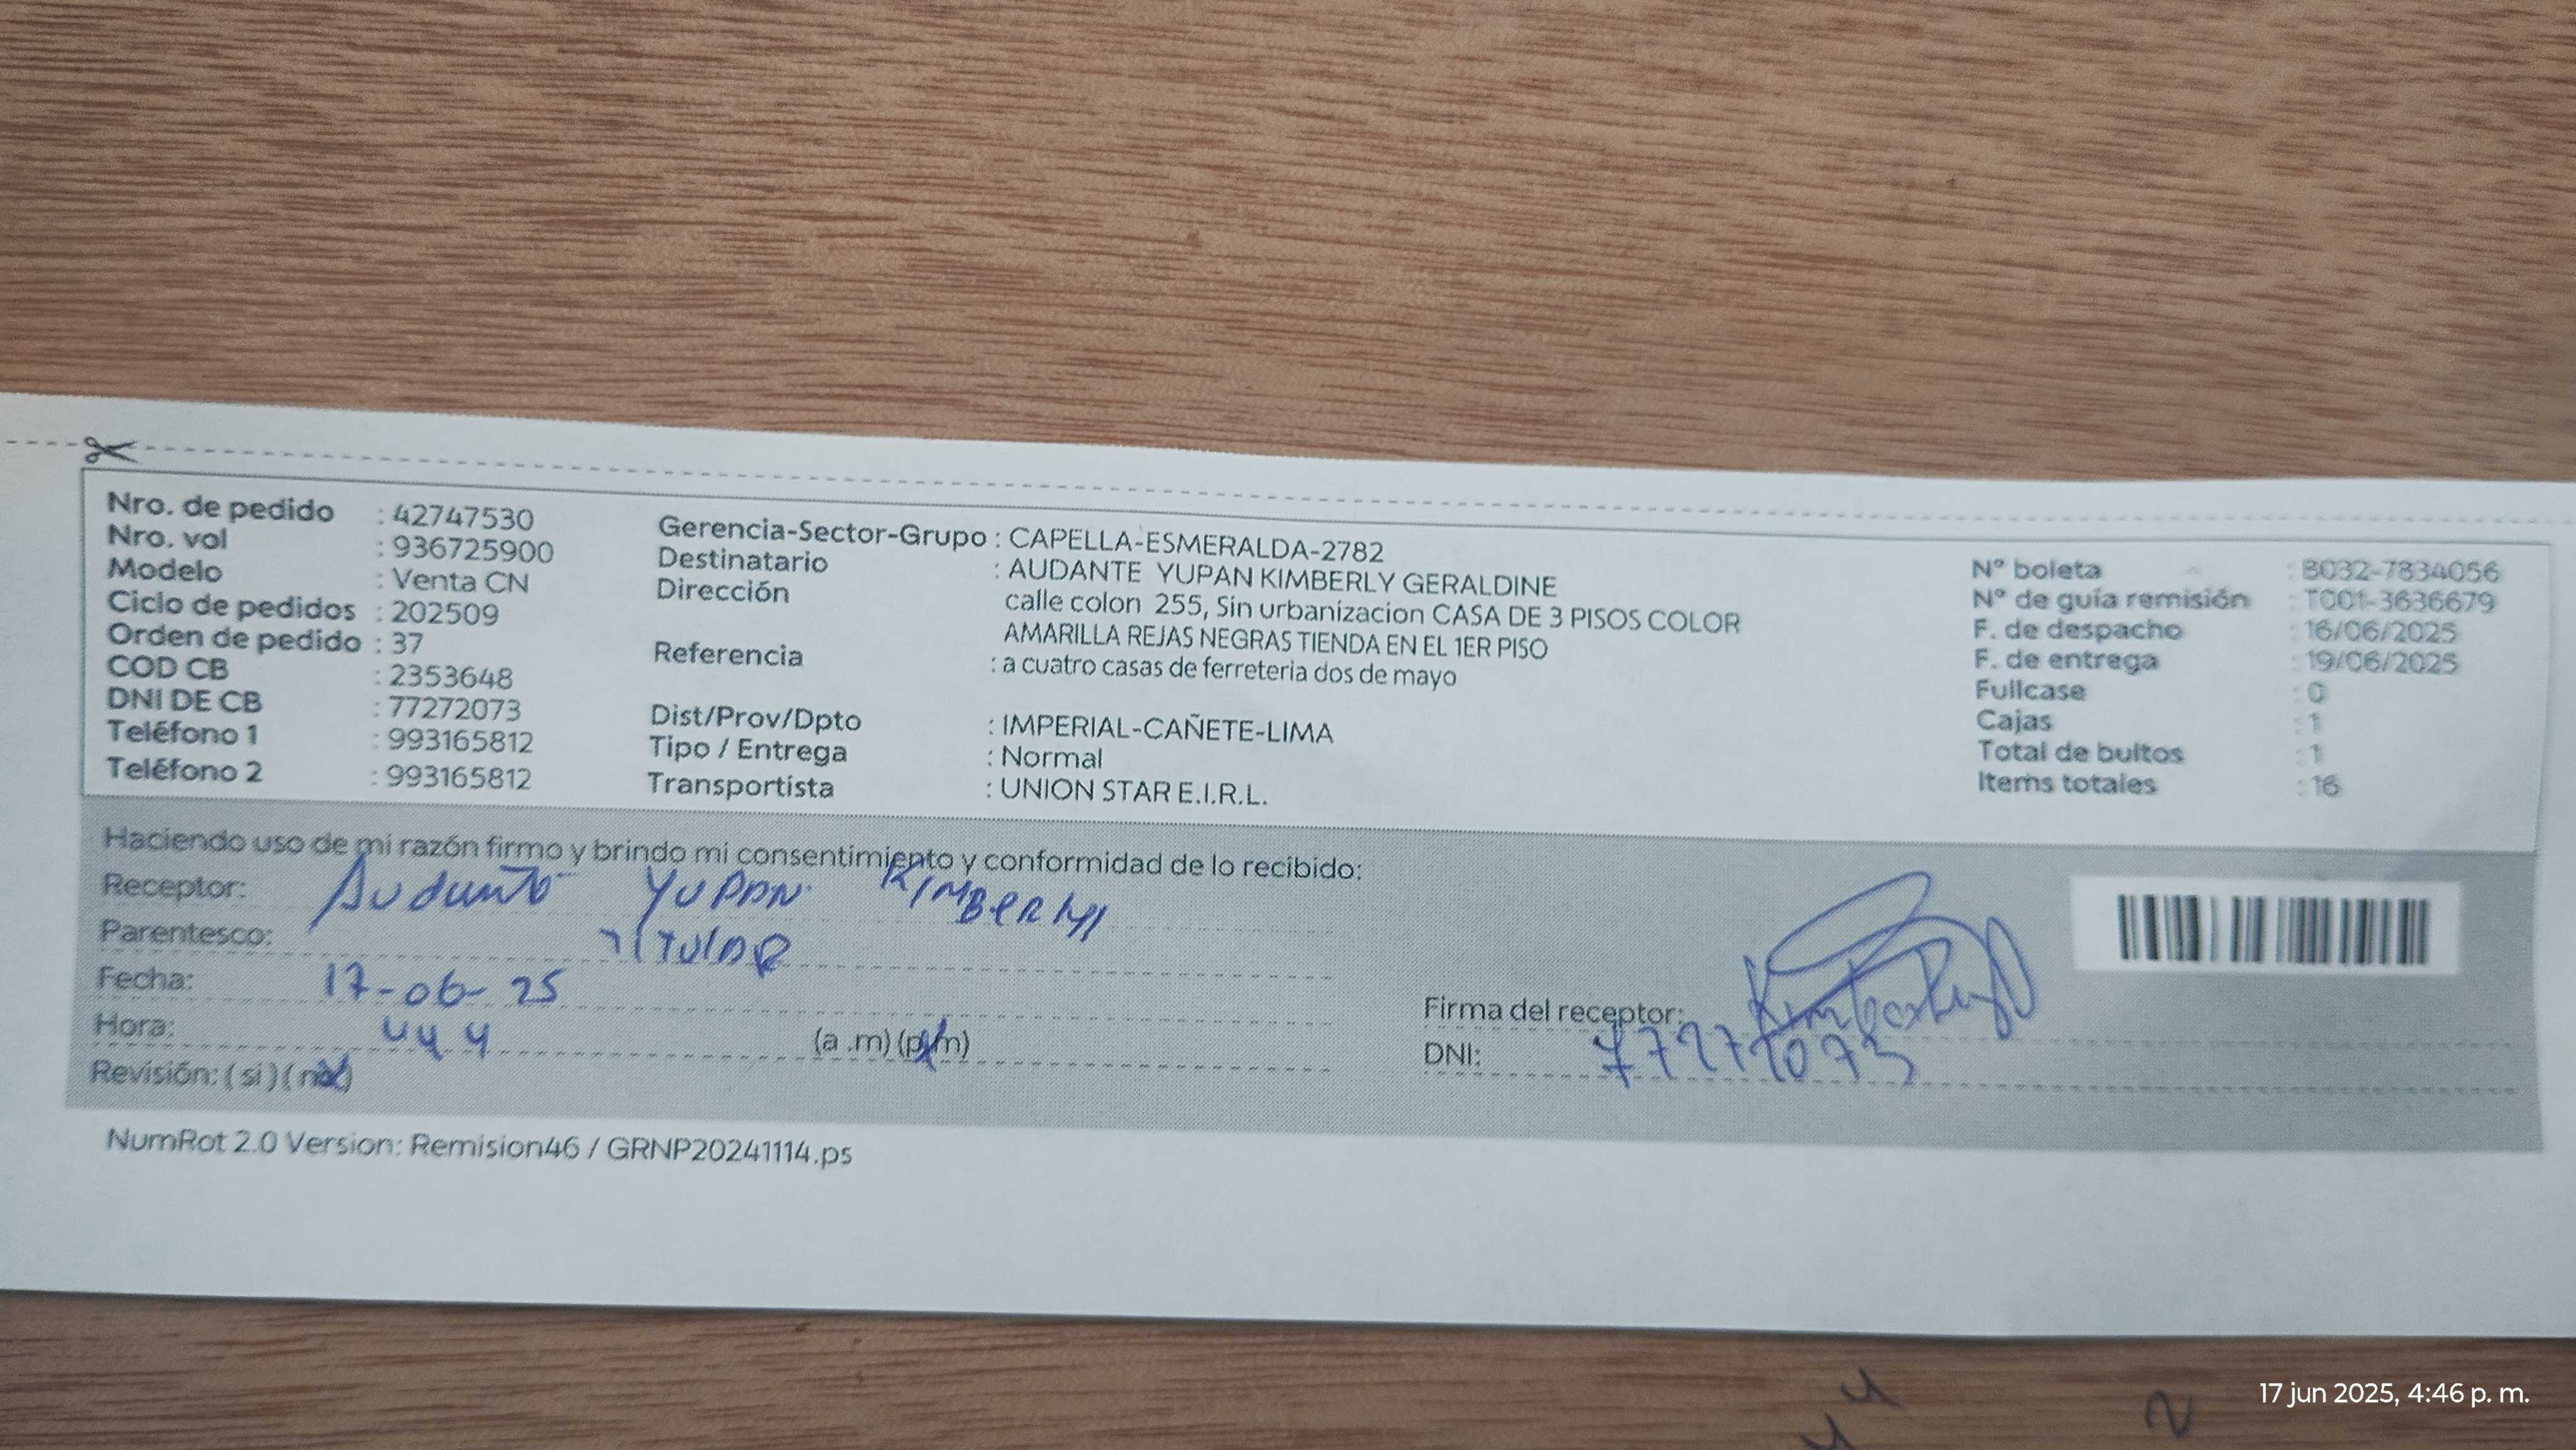 Nro. de pedido : 42747530
Nro. vol : 936725900
Modelo : Venta CN
Ciclo de pedidos : 202509
Orden de pedido : 37
COD CB : 2353648
DNI DE CB : 77272073
Teléfono 1 : 993165812
Teléfono 2 : 993165812
Gerencia-Sector-Grupo : CAPELLA-ESMERALDA-2782
Destinatario : AUDANTE YUPAN KIMBERLY GERALDINE
Dirección calle colon 255, Sin urbanizacion CASA DE 3 PISOS COLOR
AMARILLA REJAS NEGRAS TIENDA EN EL 1ER PISO
Referencia : a cuatro casas de ferreteria dos de mayo
Dist/Prov/Dpto : IMPERIAL-CAÑETE-LIMA
Tipo / Entrega : Normal
Transportista : UNION STAR E.I.R.L.
Nº boleta : B032-7834056
Nº de guía remisión : T001-3636679
F. de despacho : 16/06/2025
F. de entrega : 19/06/2025
Fullcase : 0
Cajas : 1
Total de bultos : 1
Items totales : 16
Haciendo uso de mi razón firmo y brindo mi consentimiento y conformidad de lo recibido:
Receptor: YUPAN KIMBERLY
Parentesco: TITULAR
Fecha: 17-06-25
Hora: 4 44 (a .m) (p.m)
Revisión: ( si ) ( no )
Firma del receptor:
DNI: 77272073
NumRot 2.0 Version: Remision46 / GRNP20241114.ps
17 jun 2025, 4:46 p. m.